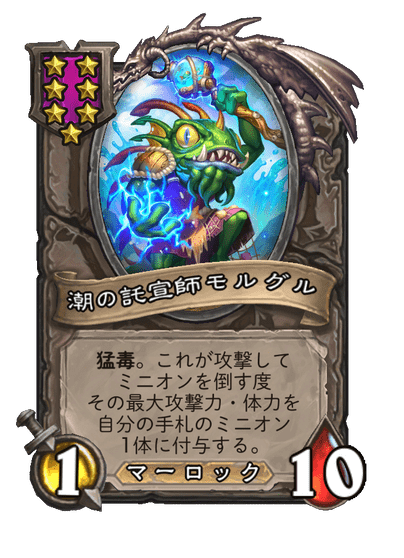 潮の託宣師モルグル
猛毒。これが攻撃して
ミニオンを倒す度
その最大攻撃力・体力を
自分の手札のミニオン
1体に付与する。
マーロック
1
10